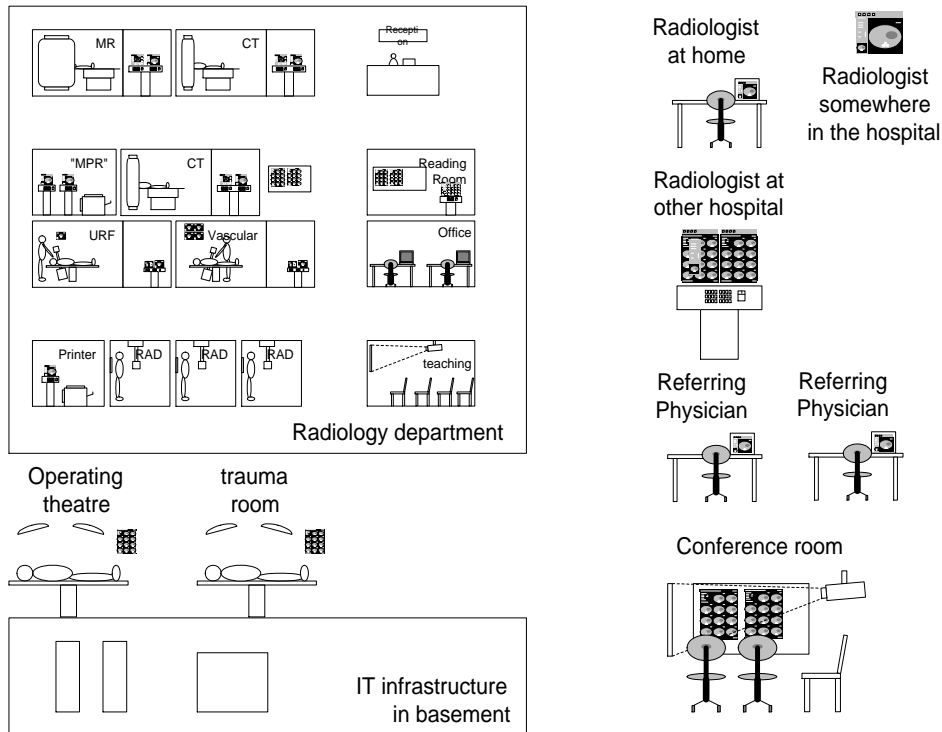 MR
CT
Recepti
on
"MPR"
CT
Reading
Room
URF
Vascular
Office
Printer
RAD
RAD
RAD
teaching
Radiology department
Operating
theatre
trauma
room
IT infrastructure
in basement
Radiologist
at home
Radiologist
somewhere
in the hospital
Radiologist at
other hospital
Referring
Physician
Referring
Physician
Conference room